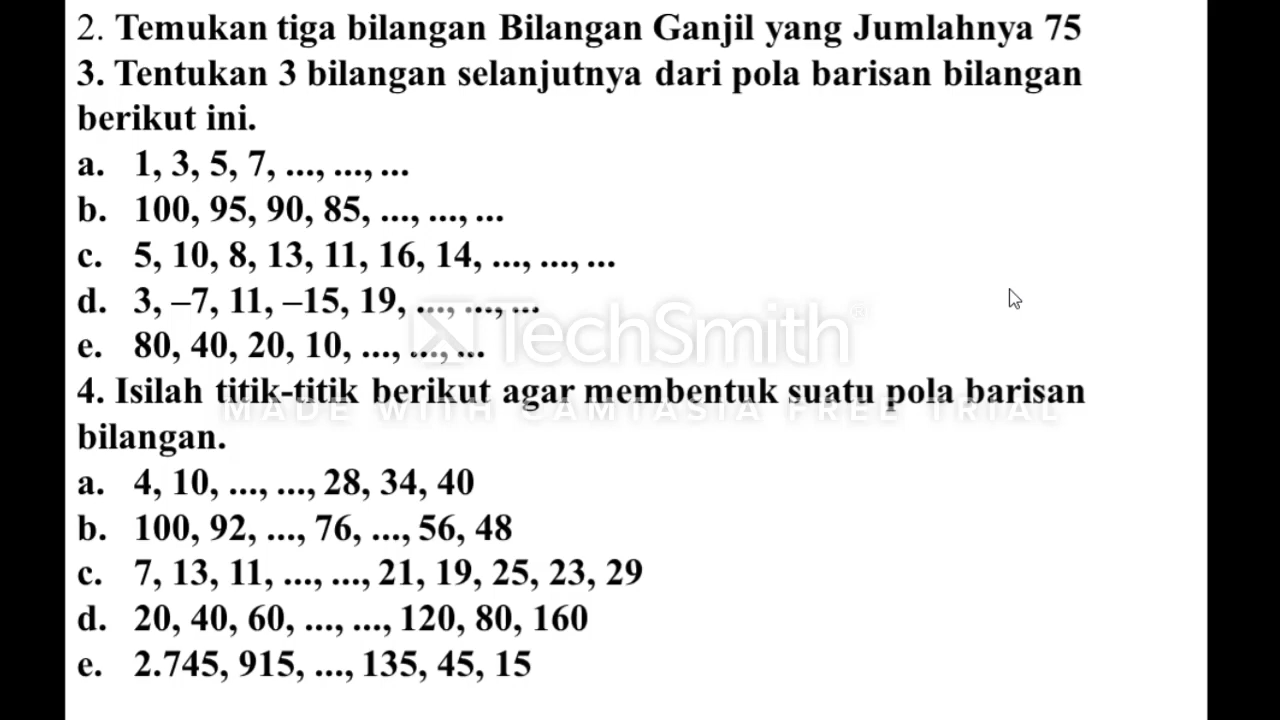 2. Temukan tiga bilangan Bilangan Ganjil yang Jumlahnya 75
3. Tentukan 3 bilangan selanjutnya dari pola barisan bilangan
berikut ini.
a. 1, 3, 5, 7, ..., ..., ...
b. 100, 95, 90, 85, ..., ..., ...
c. 5, 10, 8, 13, 11, 16, 14, ..., ..., ...
d. 3, –7, 11, –15, 19, ..., ..., ...
e. 80, 40, 20, 10, ..., ..., ...
TechSmith®
4. Isilah titik-titik berikut agar membentuk suatu pola barisan
MADE WITH CAMTASIA FREE TRIAL
bilangan.
a. 4, 10, ..., ..., 28, 34, 40
b. 100, 92, ..., 76, ..., 56, 48
c. 7, 13, 11, ..., ..., 21, 19, 25, 23, 29
d. 20, 40, 60, ..., ..., 120, 80, 160
e. 2.745, 915, ..., 135, 45, 15